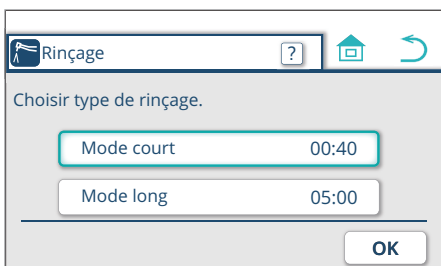 Rinçage ?
Choisir type de rinçage.
Mode court 00:40
Mode long 05:00
OK